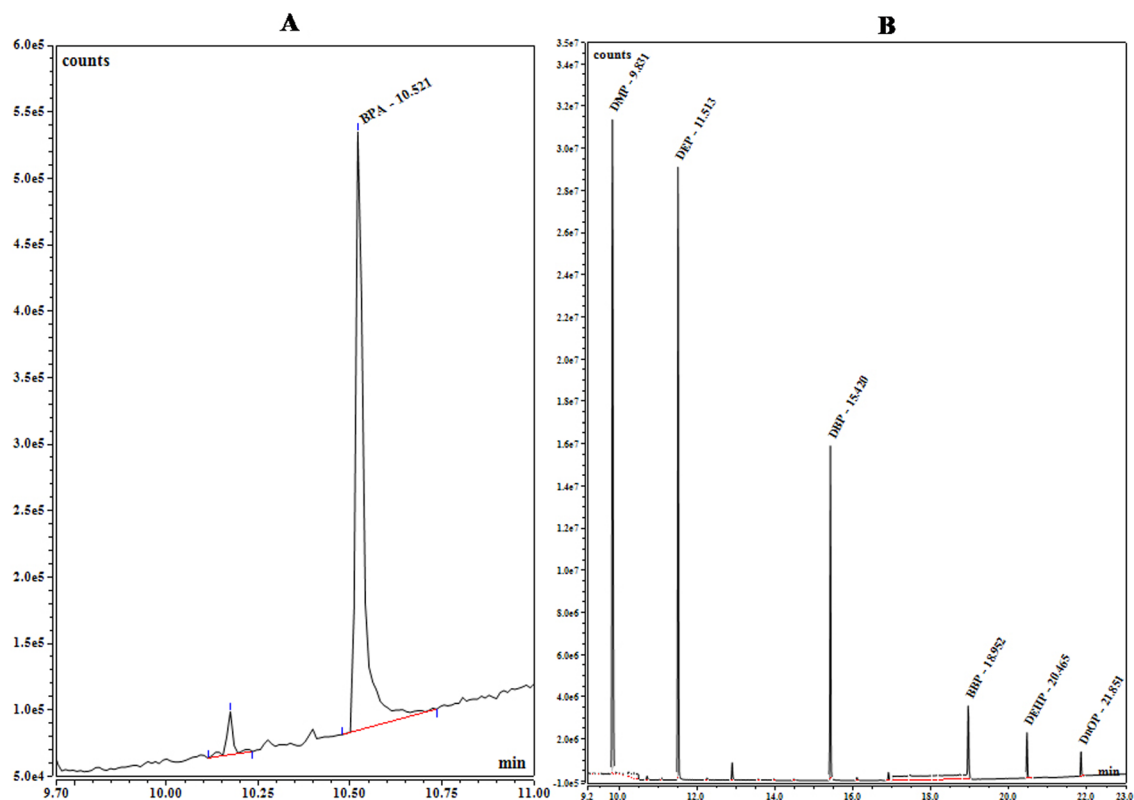 A
6.0e5
counts
5.5e5
BPA - 10.521
5.0e5
4.5e5
4.0e5
3.5e5
3.0e5
2.5e5
2.0e5
1.5e5
1.0e5
min
5.0e4
9.70
10.00
10.25
10.50
10.75
11.00
B
3.5e7
counts
3.4e7
DMP - 9.831
3.2e7
DEP - 11.513
3.0e7
2.8e7
2.6e7
2.4e7
2.2e7
2.0e7
DBP - 15.420
1.8e7
1.6e7
1.4e7
1.2e7
1.0e7
8.0e6
6.0e6
BBP - 18.952
DEHP - 20.465
DnOP - 21.851
4.0e6
2.0e6
min
-1.0e5
9.2
10.0
12.0
14.0
16.0
18.0
20.0
22.0
23.0